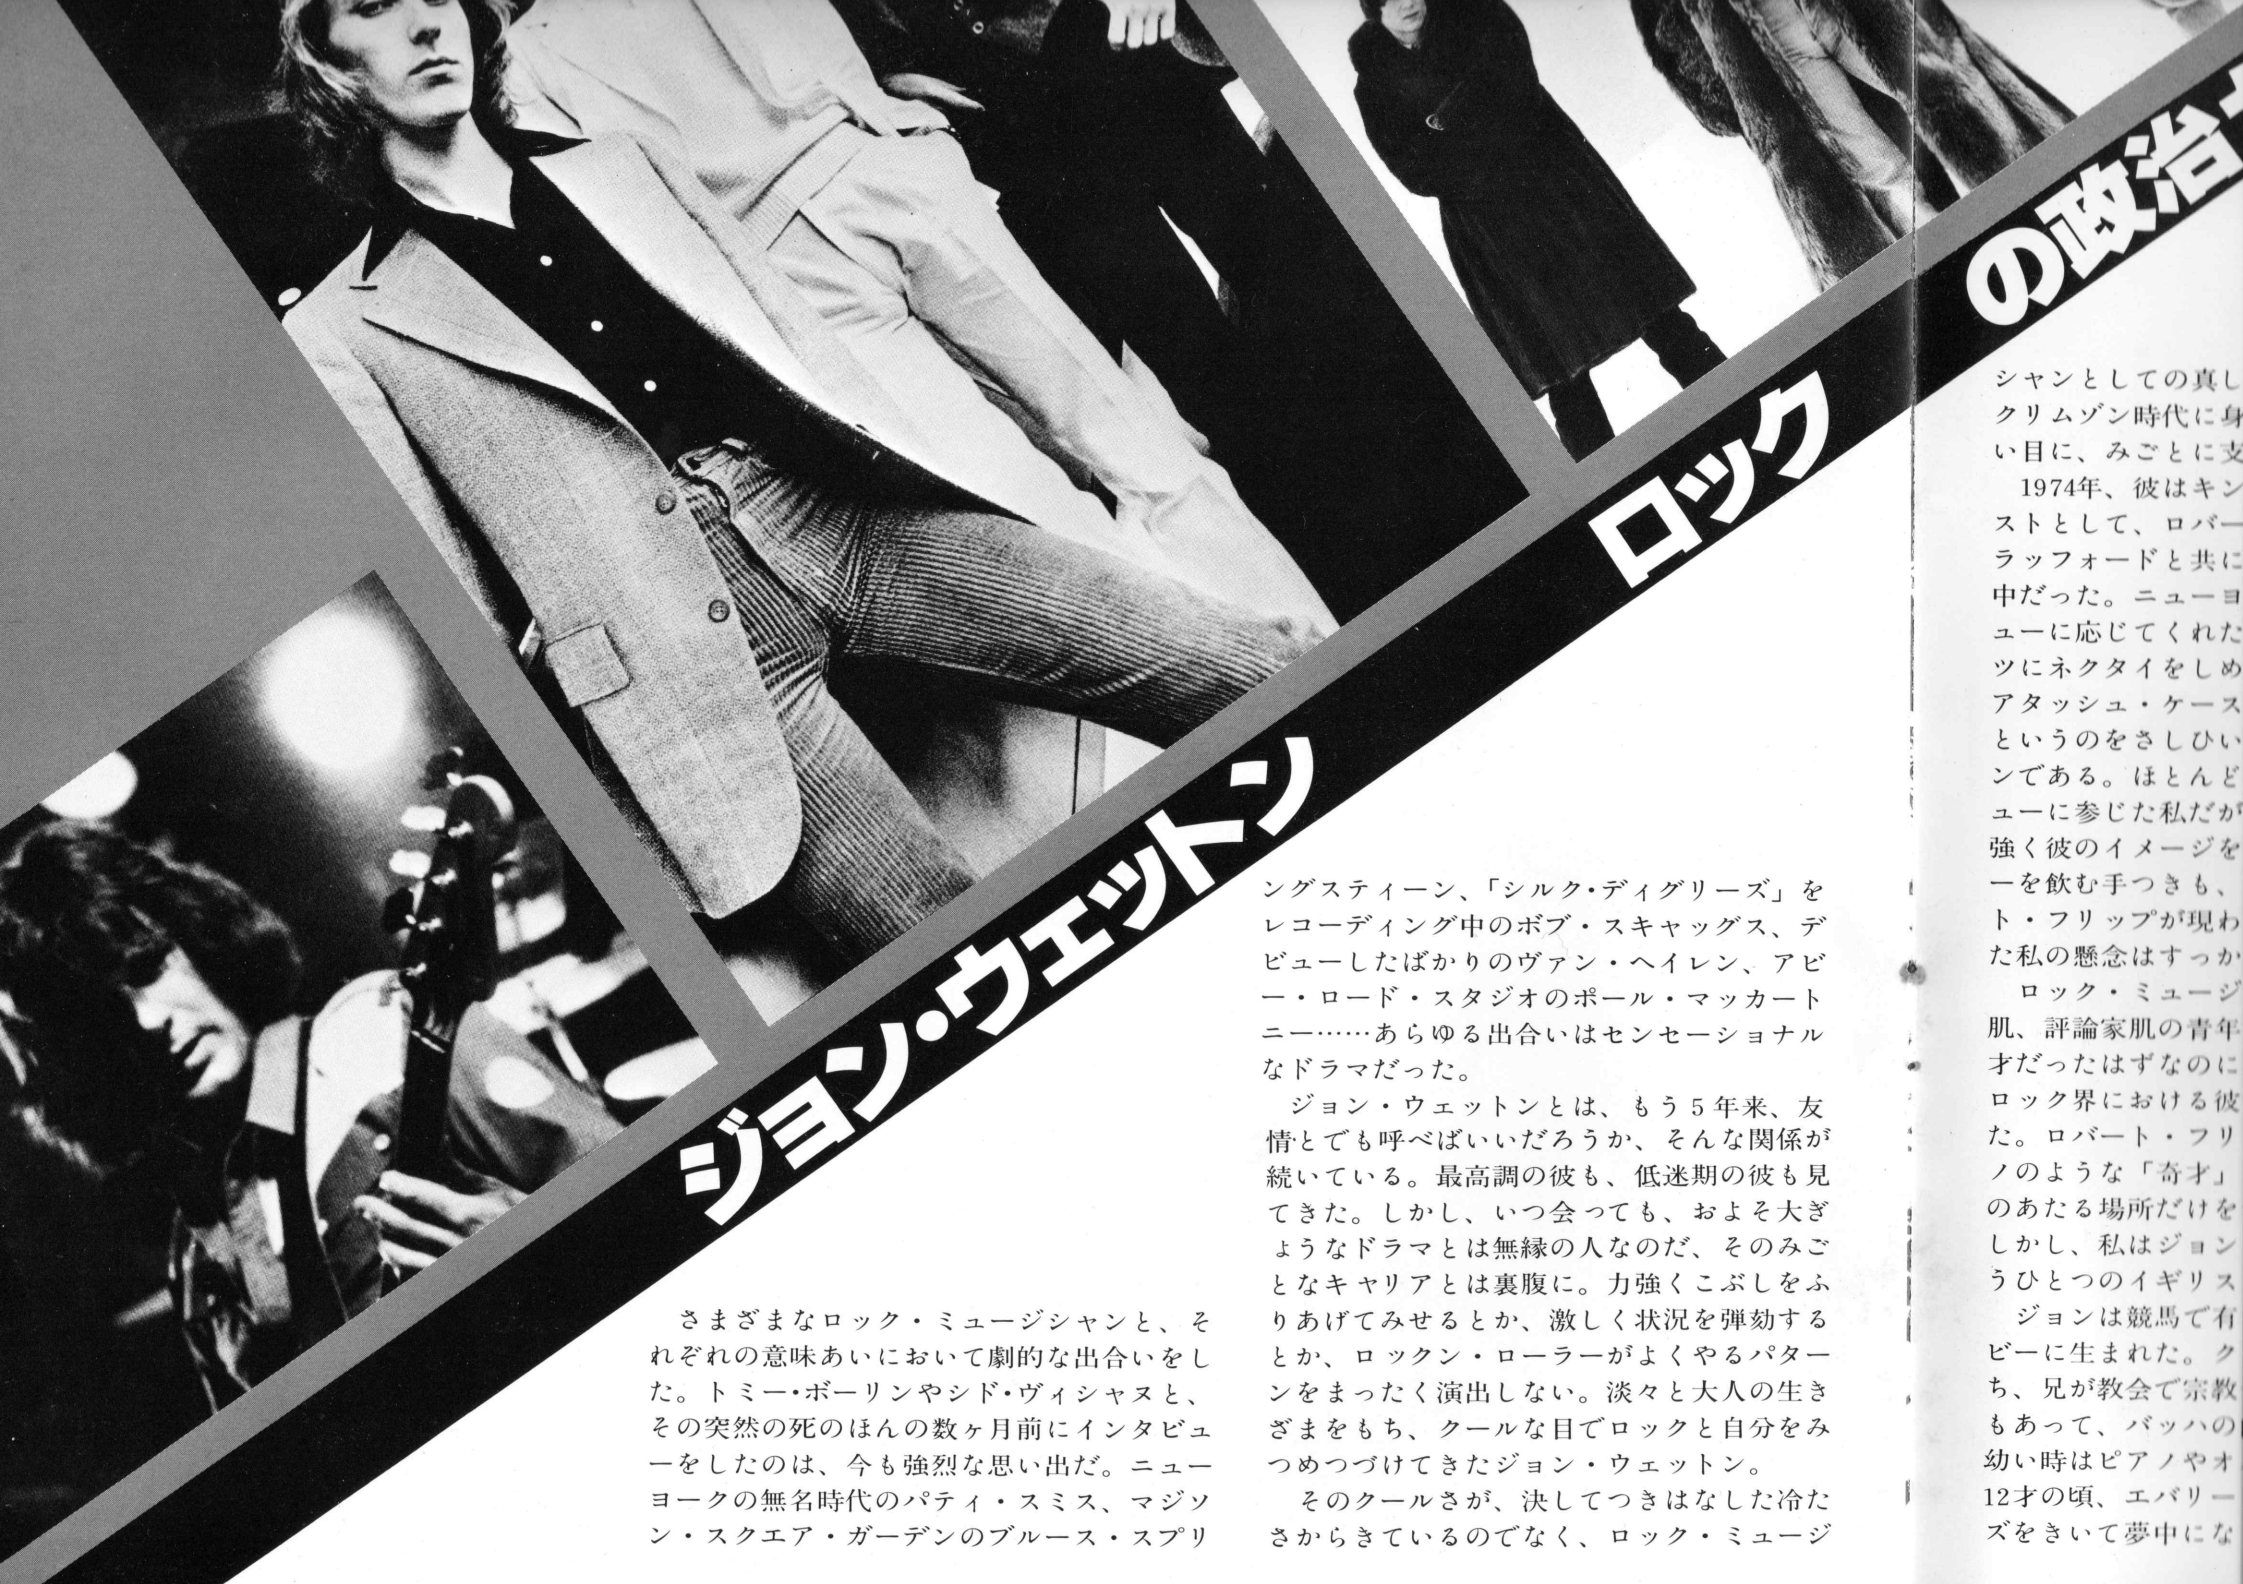 ジョン・ウェットン
ロック
の政治
さまざまなロック・ミュージシャンと、そ
れぞれの意味あいにおいて劇的な出合いをし
た。トミー・ボーリンやシド・ヴィシャヌと、
その突然の死のほんの数ヶ月前にインタビュ
ーをしたのは、今も強烈な思い出だ。ニュー
ヨークの無名時代のパティ・スミス、マジソ
ン・スクエア・ガーデンのブルース・スプリ
ングスティーン、「シルク・ディグリーズ」を
レコーディング中のボブ・スキャッグス、デ
ビューしたばかりのヴァン・ヘイレン、アビ
ー・ロード・スタジオのポール・マッカート
ニー……あらゆる出合いはセンセーショナル
なドラマだった。
ジョン・ウェットンとは、もう5年来、友
情とでも呼べばいいだろうか、そんな関係が
続いている。最高調の彼も、低迷期の彼も見
てきた。しかし、いつ会っても、およそ大ぎ
ょうなドラマとは無縁の人なのだ、そのみご
となキャリアとは裏腹に。力強くこぶしをふ
りあげてみせるとか、激しく状況を弾劾する
とか、ロックン・ローラーがよくやるパター
ンをまったく演出しない。淡々と大人の生き
ざまをもち、クールな目でロックと自分をみ
つめつづけてきたジョン・ウェットン。
そのクールさが、決してつきはなした冷た
さからきているのでなく、ロック・ミュージ
シャンとしての真し
クリムゾン時代に身
い目に、みごとに支
1974年、彼はキン
ストとして、ロバー
ラッフォードと共に
中だった。ニューヨ
ューに応じてくれた
ツにネクタイをしめ
アタッシュ・ケース
というのをさしひい
ンである。ほとんど
ューに参じた私だが
強く彼のイメージを
ーを飲む手つきも、
ト・フリップが現わ
た私の懸念はすっか
ロック・ミュージ
肌、評論家肌の青年
才だったはずなのに
ロック界における彼
た。ロバート・フリ
ノのような「奇才」
のあたる場所だけを
しかし、私はジョン
うひとつのイギリス
ジョンは競馬で有
ビーに生まれた。ク
ち、兄が教会で宗教
もあって、バッハの
幼い時はピアノやオ
12才の頃、エバリー
ズをきいて夢中にな